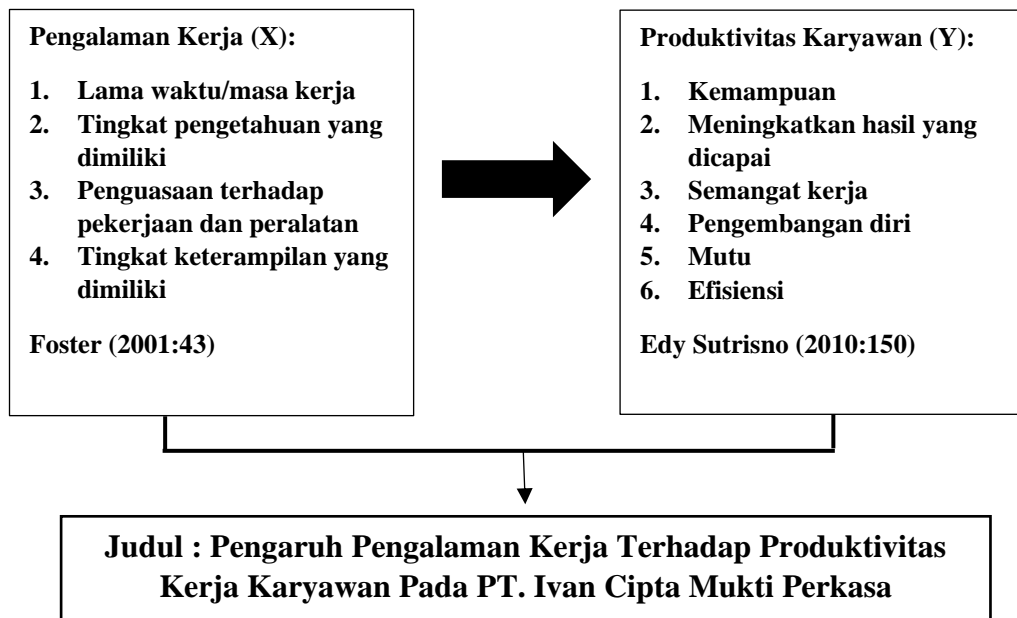 Pengalaman Kerja (X):
1. Lama waktu/masa kerja
2. Tingkat pengetahuan yang
dimiliki
3. Penguasaan terhadap
pekerjaan dan peralatan
4. Tingkat keterampilan yang
dimiliki
Foster (2001:43)
Produktivitas Karyawan (Y):
1. Kemampuan
2. Meningkatkan hasil yang
dicapai
3. Semangat kerja
4. Pengembangan diri
5. Mutu
6. Efisiensi
Edy Sutrisno (2010:150)
Judul : Pengaruh Pengalaman Kerja Terhadap Produktivitas
Kerja Karyawan Pada PT. Ivan Cipta Mukti Perkasa